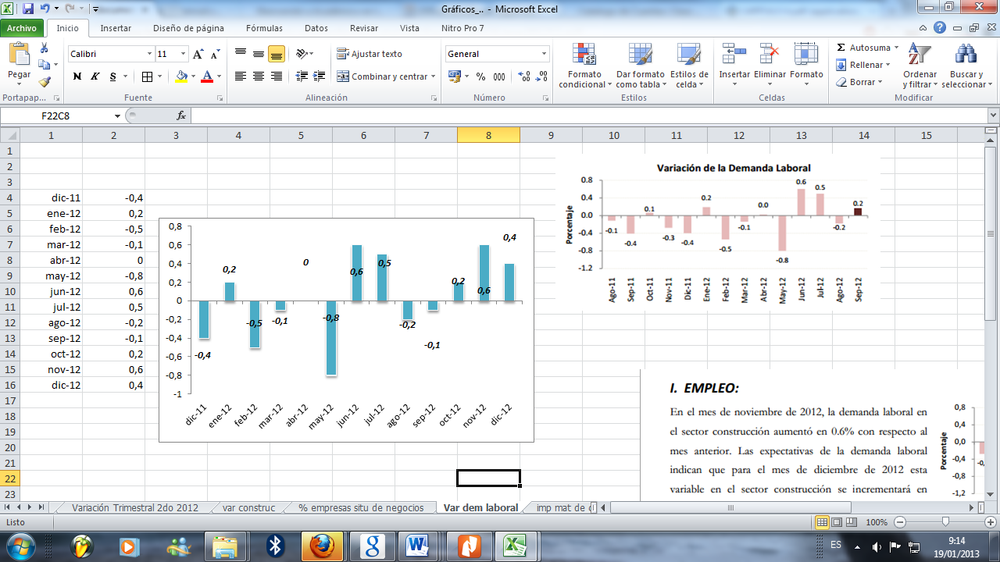 Gráficos_.. - Microsoft Excel
Archivo Inicio Insertar Diseño de página Fórmulas Datos Revisar Vista Nitro Pro 7
Pegar
Calibri 11
N K S
Ajustar texto
Combinar y centrar
General
% 000
Formato condicional
Dar formato como tabla
Estilos de celda
Insertar Eliminar Formato
Autosuma
Rellenar
Borrar
Ordenar y filtrar
Buscar y seleccionar
Portapap... Fuente Alineación Número Estilos Celdas Modificar
F22C8 fx
1 2 3 4 5 6 7 8 9 10 11 12 13 14 15
1
2
3
4 dic-11 -0,4
5 ene-12 0,2
6 feb-12 -0,5
7 mar-12 -0,1
8 abr-12 0
9 may-12 -0,8
10 jun-12 0,6
11 jul-12 0,5
12 ago-12 -0,2
13 sep-12 -0,1
14 oct-12 0,2
15 nov-12 0,6
16 dic-12 0,4
17
18
19
20
21
22
23
0,8
0,6
0,4
0,2
0
-0,2
-0,4
-0,6
-0,8
-1
-0,4 0,2 -0,5 -0,1 0 -0,8 0,6 0,5 -0,2 -0,1 0,2 0,6 0,4
dic-11 ene-12 feb-12 mar-12 abr-12 may-12 jun-12 jul-12 ago-12 sep-12 oct-12 nov-12 dic-12
Variación de la Demanda Laboral
Porcentaje
0.8
0.4
0.0
-0.4
-0.8
-1.2
-0.1 -0.4 0.1 -0.3 -0.4 0.2 -0.5 -0.1 0.0 -0.8 0.6 0.5 -0.2 0.2
Ago-11 Sep-11 Oct-11 Nov-11 Dic-11 Ene-12 Feb-12 Mar-12 Abr-12 May-12 Jun-12 Jul-12 Ago-12 Sep-12
I. EMPLEO:
En el mes de noviembre de 2012, la demanda laboral en
el sector construcción aumentó en 0.6% con respecto al
mes anterior. Las expectativas de la demanda laboral
indican que para el mes de diciembre de 2012 esta
variable en el sector construcción se incrementará en
Porcentaje
0,8
0,4
0,0
-0,4
-0,8
-1,2
Variación Trimestral 2do 2012 var construc % empresas situ de negocios Var dem laboral imp mat de
Listo 100%
ES 9:14
19/01/2013